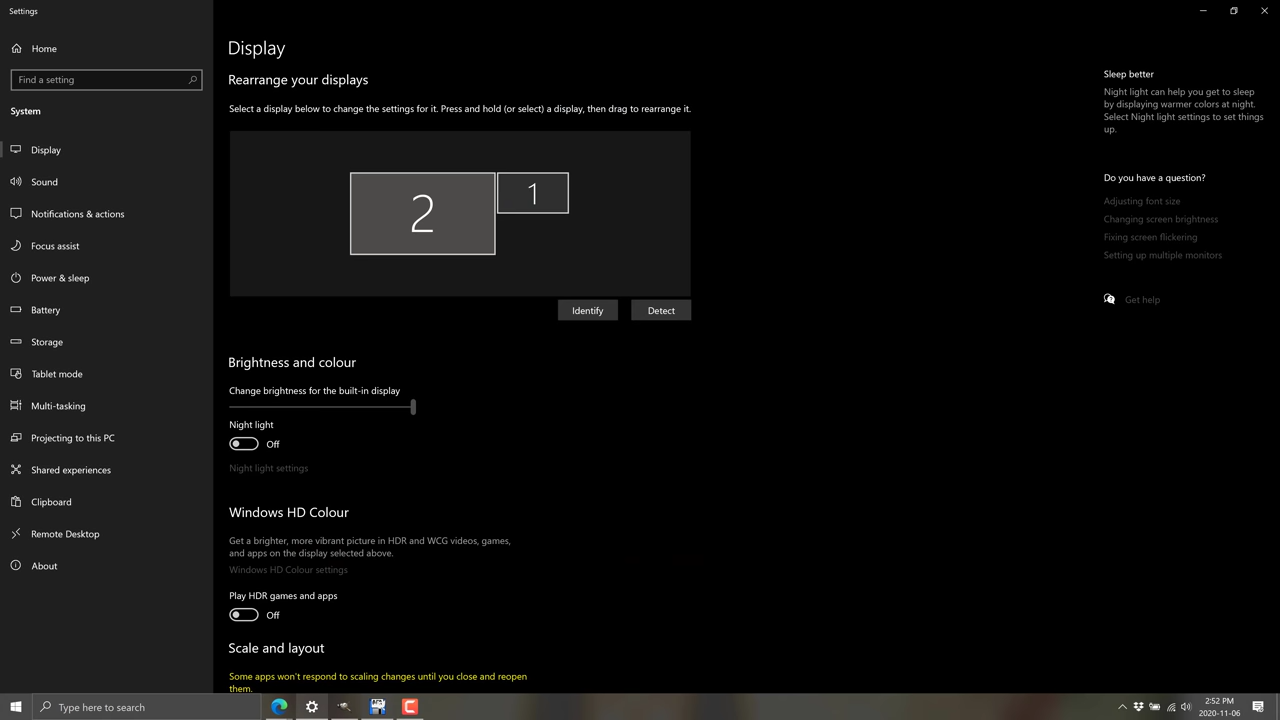 Settings
Home
Find a setting
System
Display
Sound
Notifications & actions
Focus assist
Power & sleep
Battery
Storage
Tablet mode
Multi-tasking
Projecting to this PC
Shared experiences
Clipboard
Remote Desktop
About
Display
Rearrange your displays
Select a display below to change the settings for it. Press and hold (or select) a display, then drag to rearrange it.
2
1
Identify
Detect
Brightness and colour
Change brightness for the built-in display
Night light
Off
Night light settings
Windows HD Colour
Get a brighter, more vibrant picture in HDR and WCG videos, games,
and apps on the display selected above.
Windows HD Colour settings
Play HDR games and apps
Off
Scale and layout
Some apps won't respond to scaling changes until you close and reopen
them.
Sleep better
Night light can help you get to sleep
by displaying warmer colors at night.
Select Night light settings to set things
up.
Do you have a question?
Adjusting font size
Changing screen brightness
Fixing screen flickering
Setting up multiple monitors
Get help
Type here to search
2:52 PM
2020-11-06